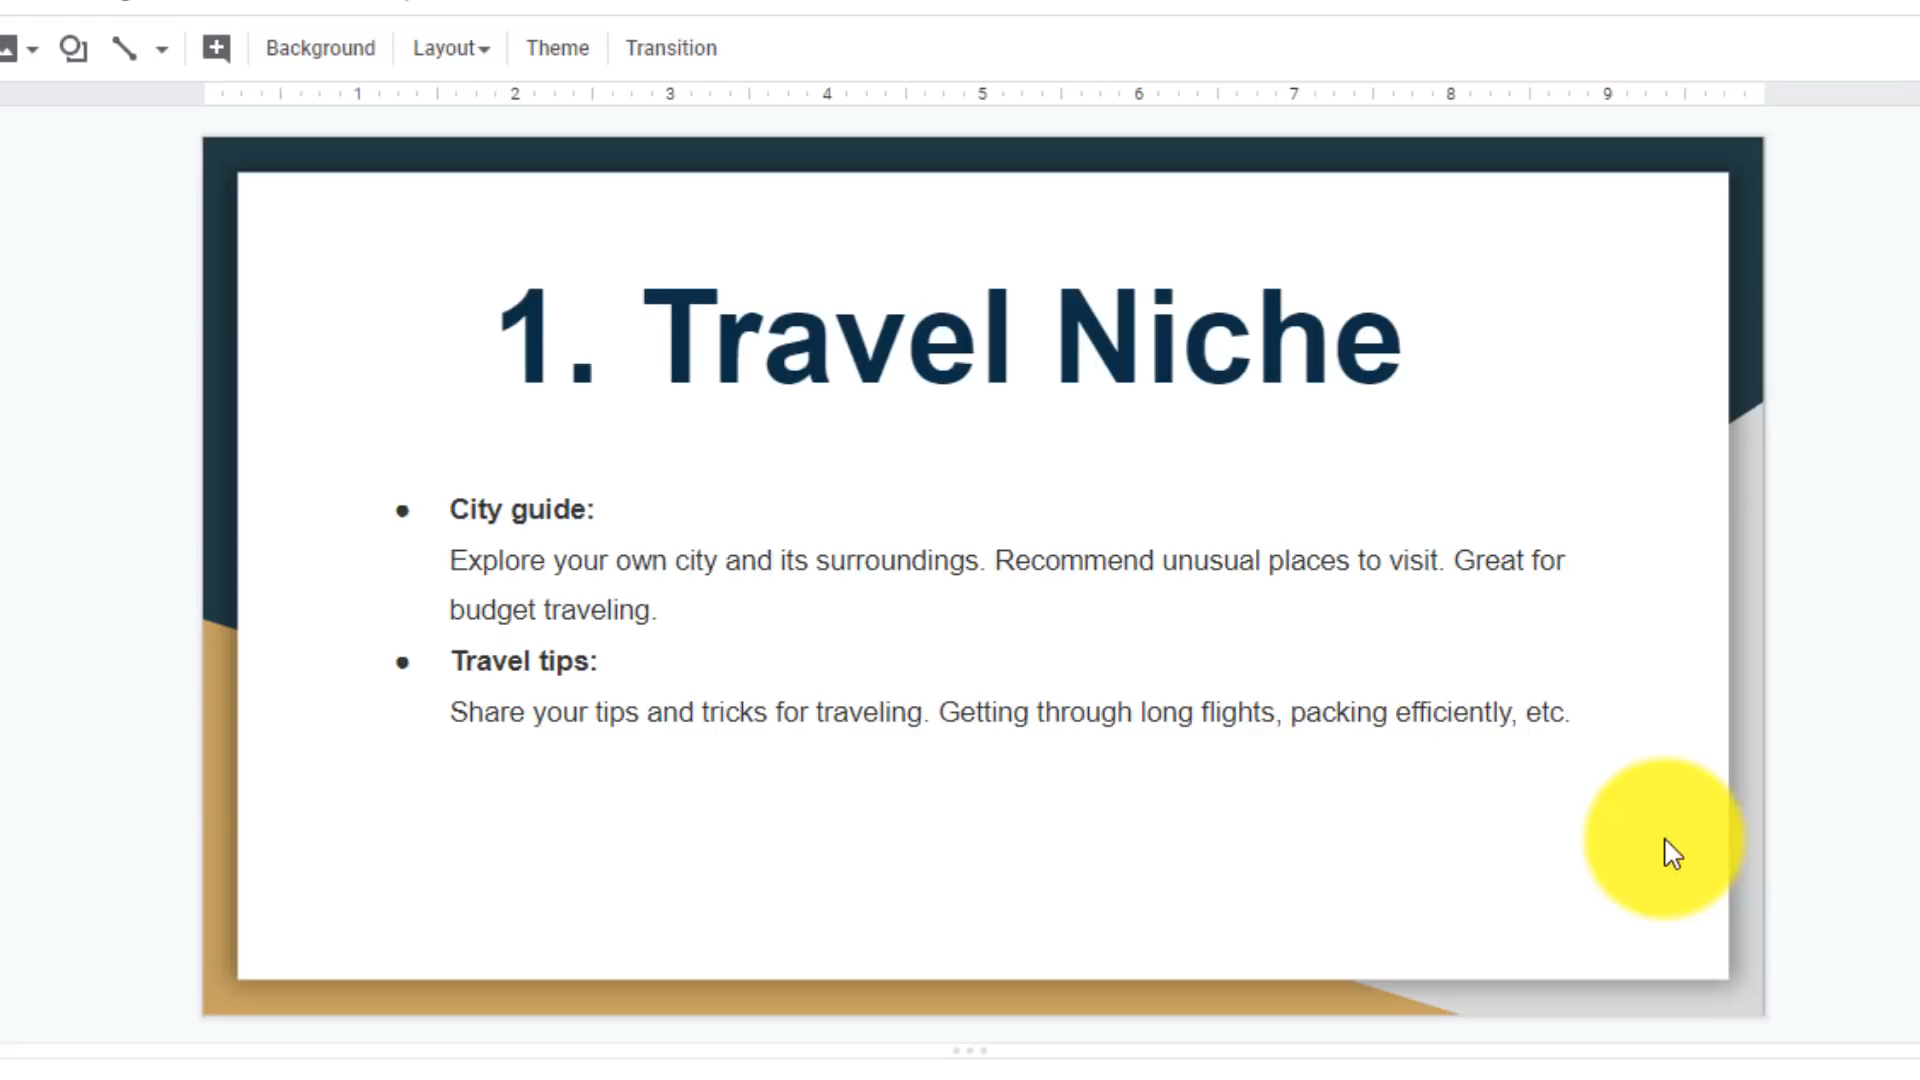 Background Layout Theme Transition
1 2 3 4 5 6 7 8 9
1. Travel Niche
● City guide:
Explore your own city and its surroundings. Recommend unusual places to visit. Great for
budget traveling.
● Travel tips:
Share your tips and tricks for traveling. Getting through long flights, packing efficiently, etc.